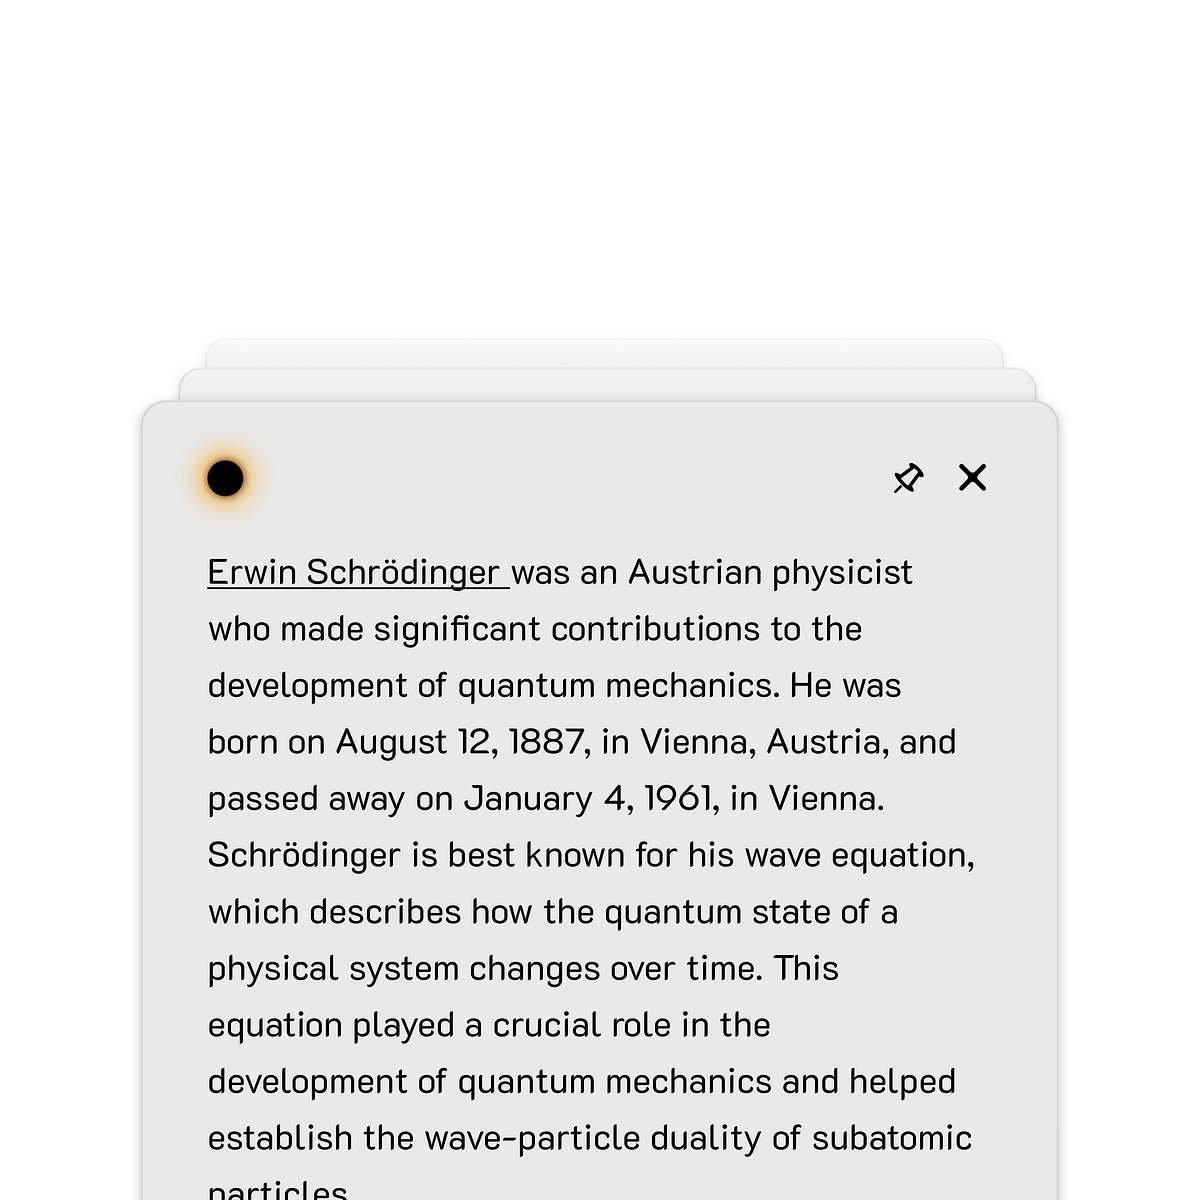 Erwin Schrödinger was an Austrian physicist
who made significant contributions to the
development of quantum mechanics. He was
born on August 12, 1887, in Vienna, Austria, and
passed away on January 4, 1961, in Vienna.
Schrödinger is best known for his wave equation,
which describes how the quantum state of a
physical system changes over time. This
equation played a crucial role in the
development of quantum mechanics and helped
establish the wave-particle duality of subatomic
particles.